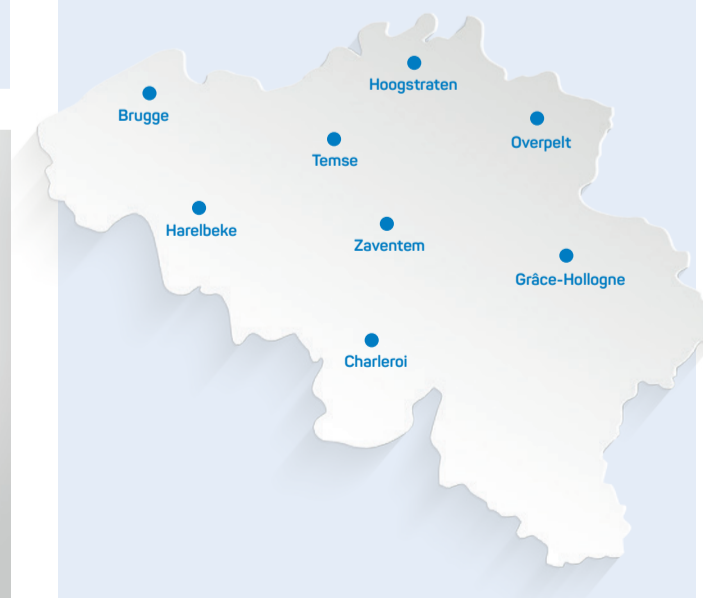 Hoogstraten
Brugge
Overpelt
Temse
Harelbeke
Zaventem
Grâce-Hollogne
Charleroi